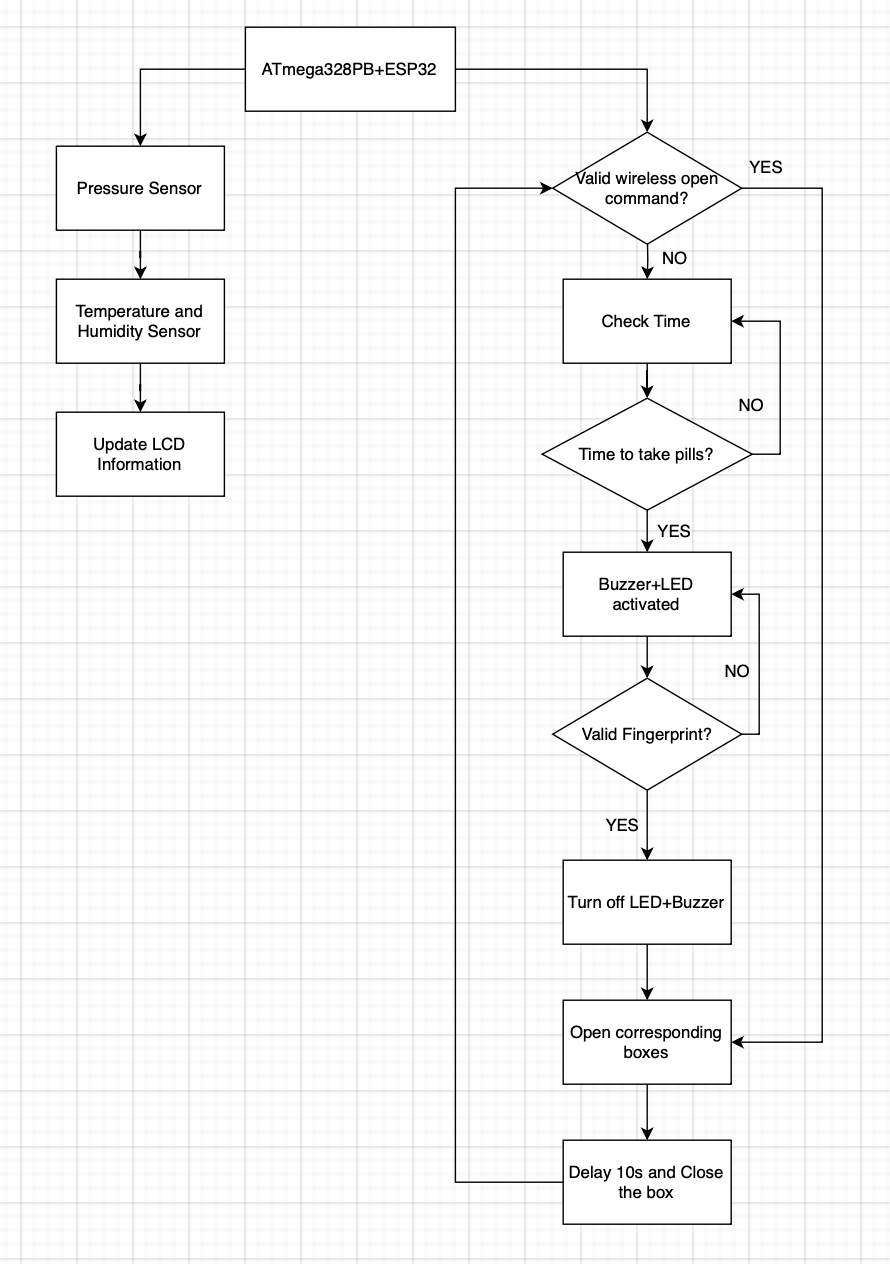 ATmega328PB+ESP32
Pressure Sensor
Temperature and
Humidity Sensor
Update LCD
Information
Valid wireless open
command?
YES
NO
Check Time
NO
Time to take pills?
YES
Buzzer+LED
activated
NO
Valid Fingerprint?
YES
Turn off LED+Buzzer
Open corresponding
boxes
Delay 10s and Close
the box